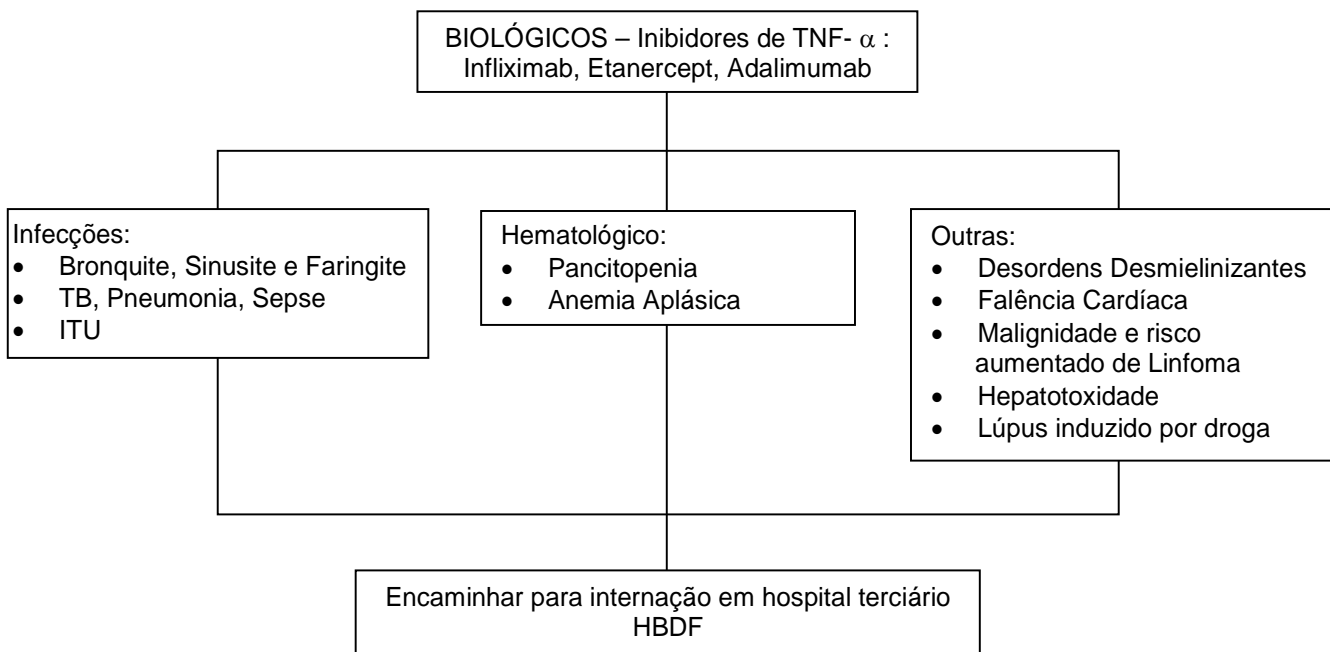 BIOLÓGICOS – Inibidores de TNF- α :
Infliximab, Etanercept, Adalimumab
Infecções:
• Bronquite, Sinusite e Faringite
• TB, Pneumonia, Sepse
• ITU
Hematológico:
• Pancitopenia
• Anemia Aplásica
Outras:
• Desordens Desmielinizantes
• Falência Cardíaca
• Malignidade e risco
aumentado de Linfoma
• Hepatotoxidade
• Lúpus induzido por droga
Encaminhar para internação em hospital terciário
HBDF